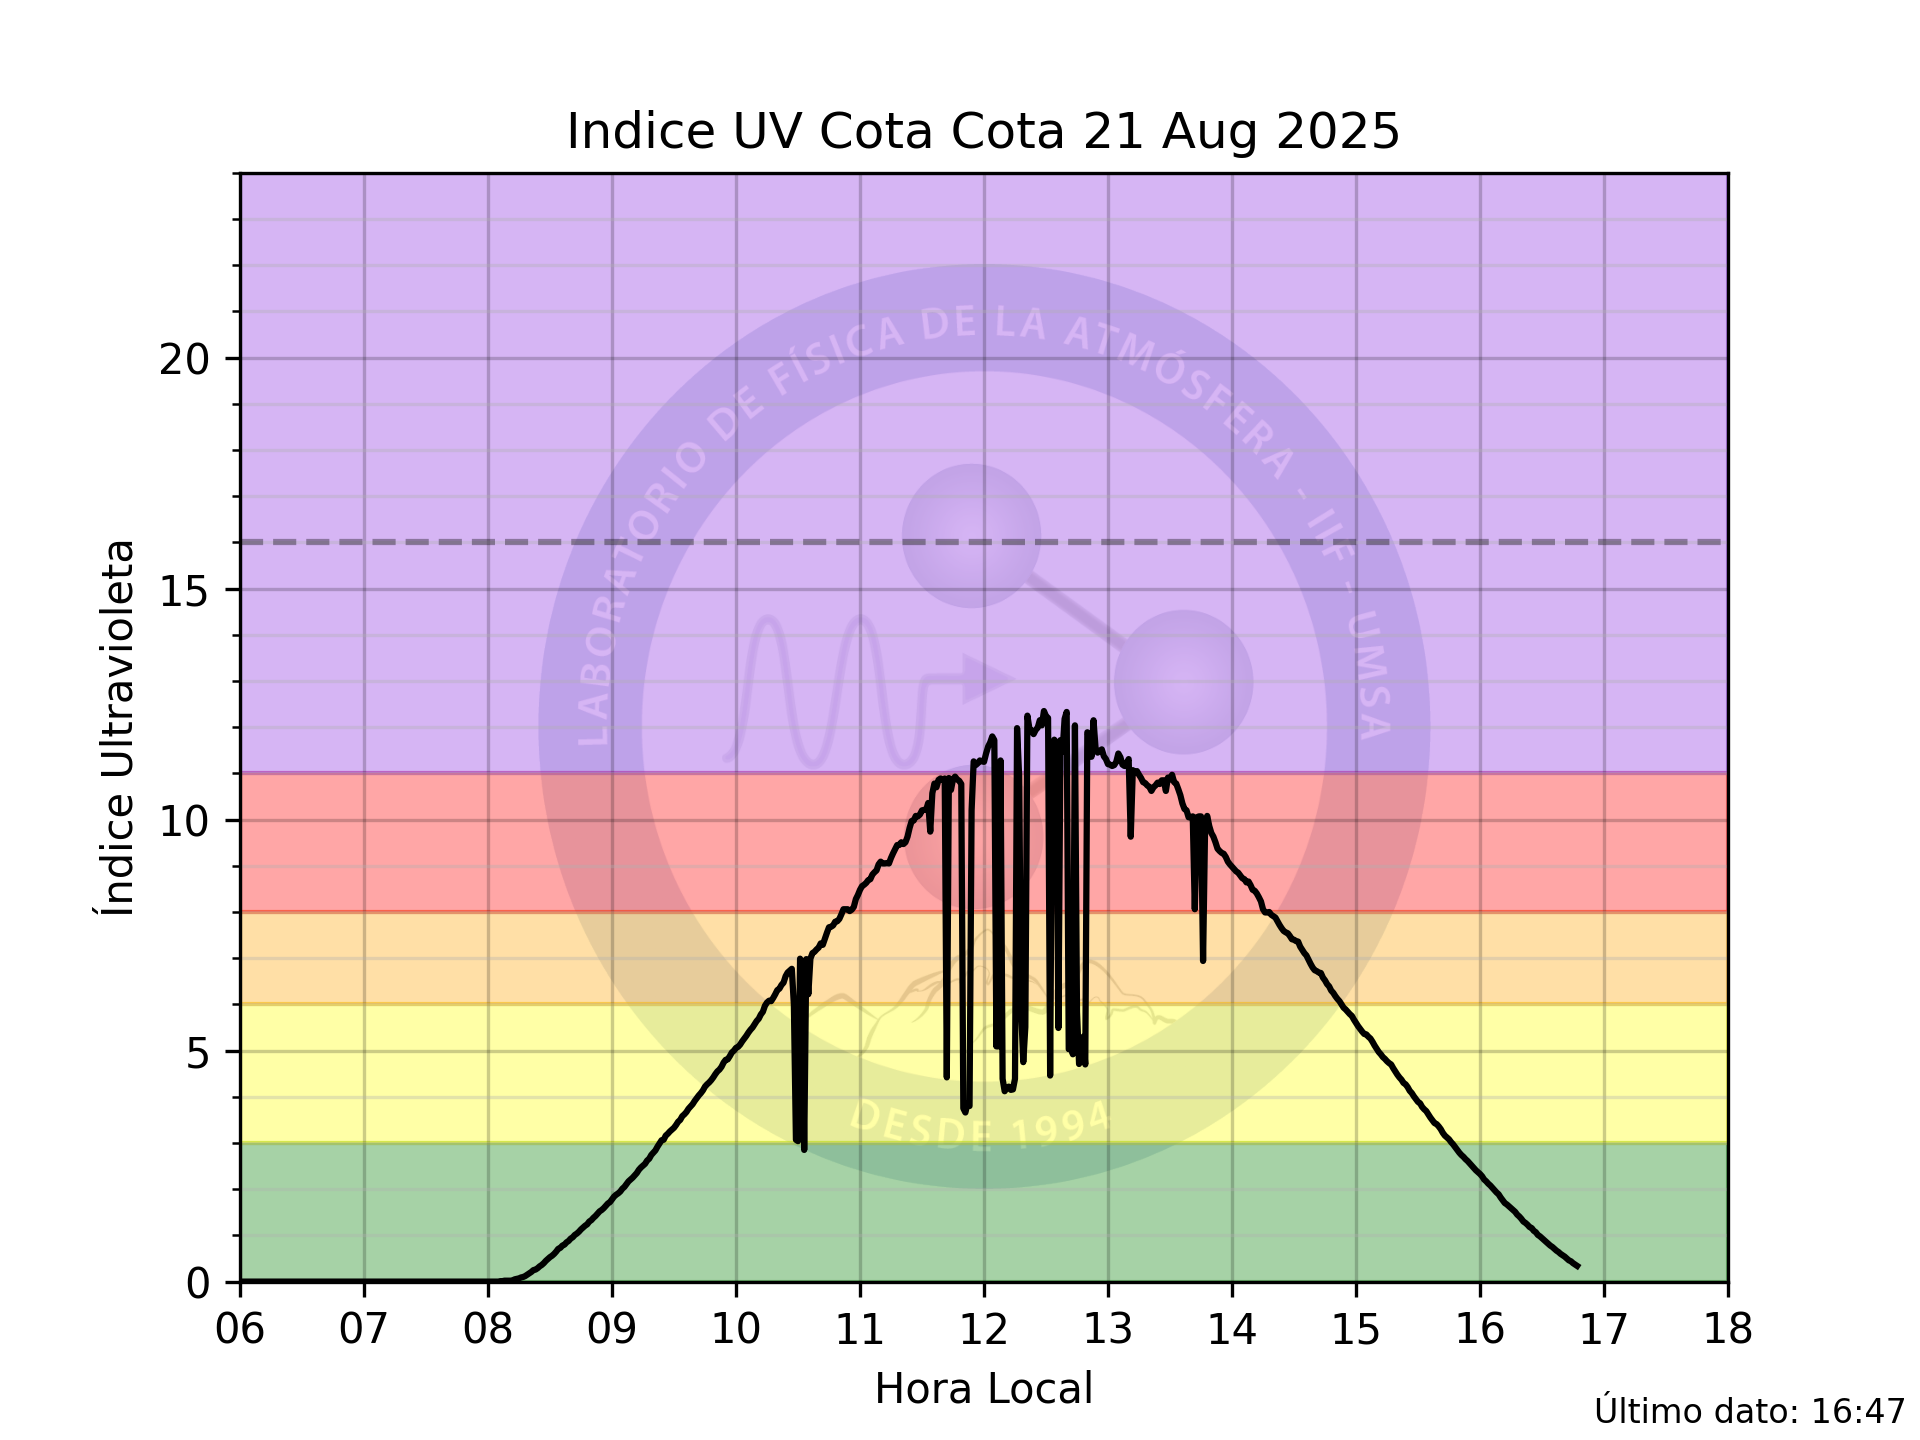 Indice UV Cota Cota 21 Aug 2025
LABORATORIO DE FÍSICA DE LA ATMÓSFERA - IIF - UMSA
DESDE 1994
Índice Ultravioleta
20
15
10
5
0
06 07 08 09 10 11 12 13 14 15 16 17 18
Hora Local
Último dato: 16:47